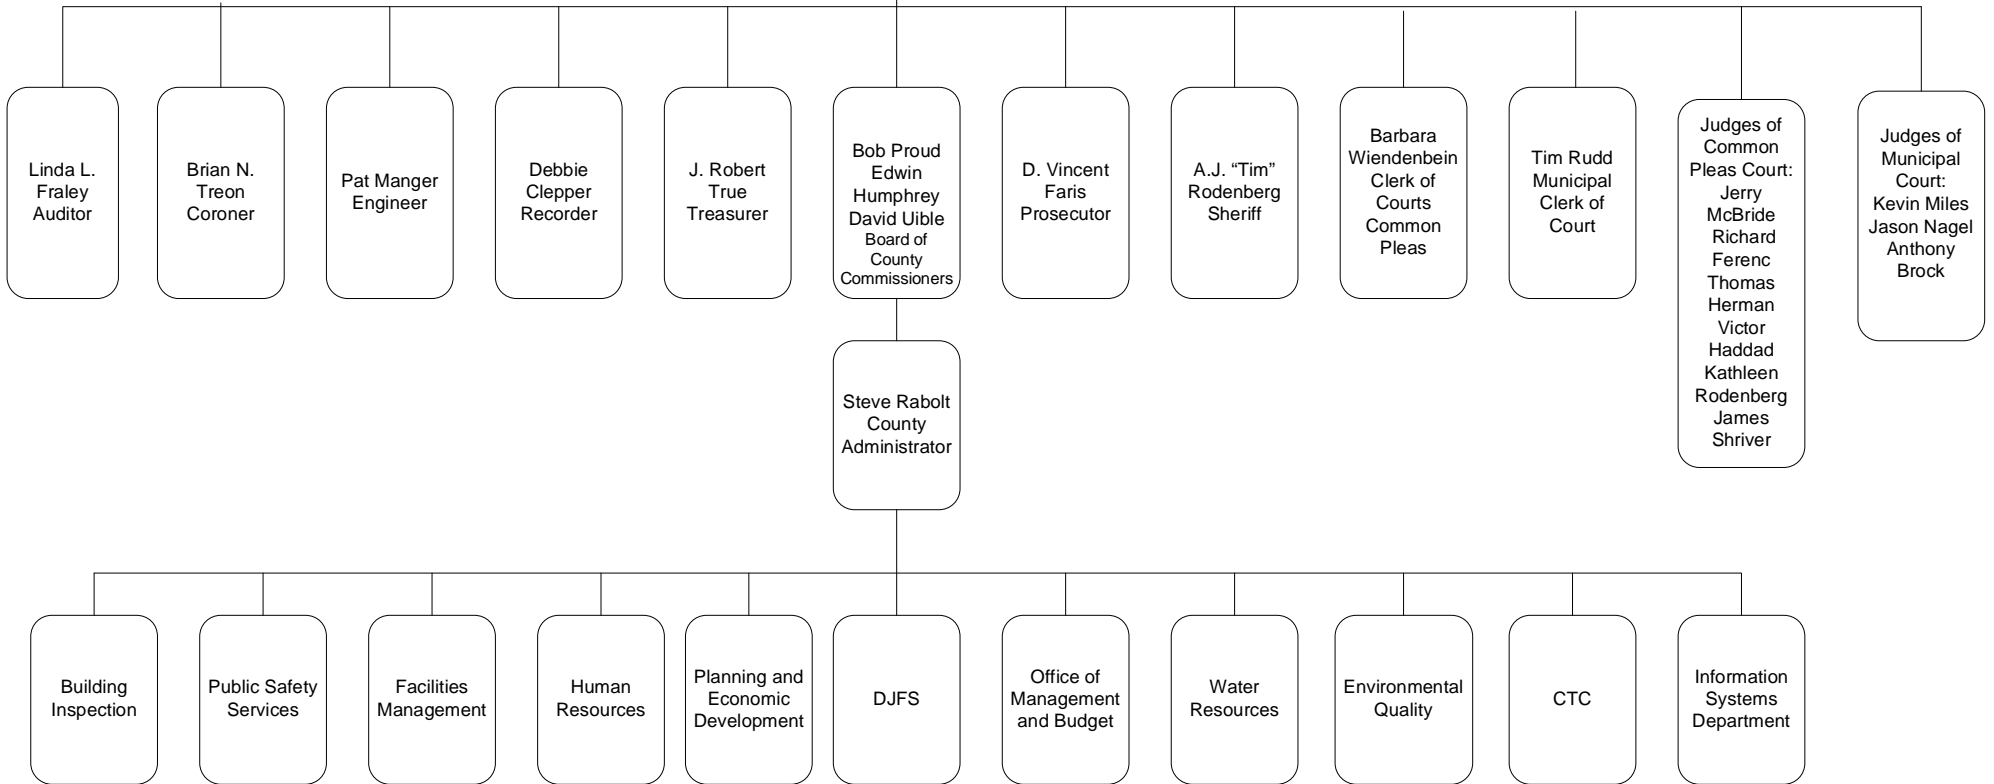 Linda L.
Fraley
Auditor
Brian N.
Treon
Coroner
Pat Manger
Engineer
Debbie
Clepper
Recorder
J. Robert
True
Treasurer
Bob Proud
Edwin
Humphrey
David Uible
Board of
County
Commissioners
D. Vincent
Faris
Prosecutor
A.J. “Tim”
Rodenberg
Sheriff
Barbara
Wiendenbein
Clerk of
Courts
Common
Pleas
Tim Rudd
Municipal
Clerk of
Court
Judges of
Common
Pleas Court:
Jerry
McBride
Richard
Ferenc
Thomas
Herman
Victor
Haddad
Kathleen
Rodenberg
James
Shriver
Judges of
Municipal
Court:
Kevin Miles
Jason Nagel
Anthony
Brock
Steve Rabolt
County
Administrator
Building
Inspection
Public Safety
Services
Facilities
Management
Human
Resources
Planning and
Economic
Development
DJFS
Office of
Management
and Budget
Water
Resources
Environmental
Quality
CTC
Information
Systems
Department